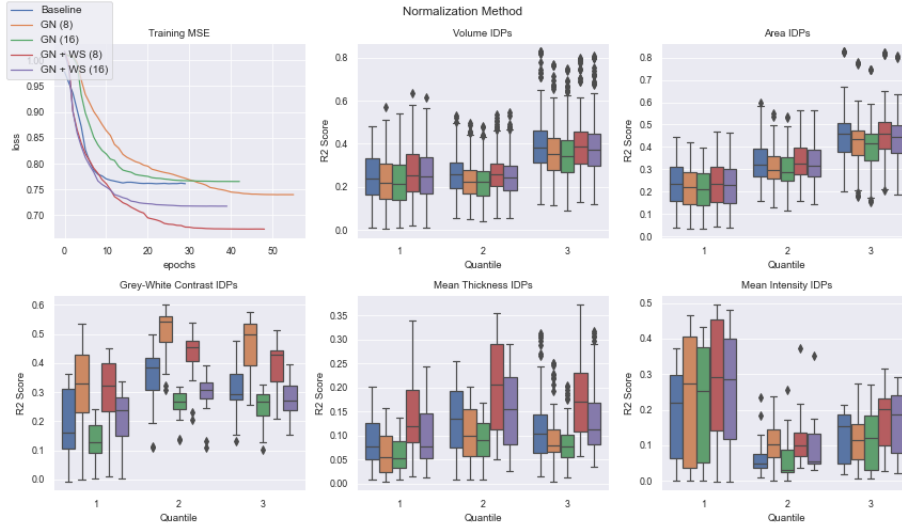 Normalization Method
Baseline
GN (8)
GN (16)
GN + WS (8)
GN + WS (16)
Training MSE
loss
1.00
0.95
0.90
0.85
0.80
0.75
0.70
0 10 20 30 40 50
epochs
Volume IDPs
R2 Score
0.8
0.6
0.4
0.2
0.0
1 2 3
Quantile
Area IDPs
R2 Score
0.8
0.7
0.6
0.5
0.4
0.3
0.2
0.1
0.0
1 2 3
Quantile
Grey-White Contrast IDPs
R2 Score
0.6
0.5
0.4
0.3
0.2
0.1
0.0
1 2 3
Quantile
Mean Thickness IDPs
R2 Score
0.35
0.30
0.25
0.20
0.15
0.10
0.05
0.00
1 2 3
Quantile
Mean Intensity IDPs
R2 Score
0.5
0.4
0.3
0.2
0.1
0.0
1 2 3
Quantile